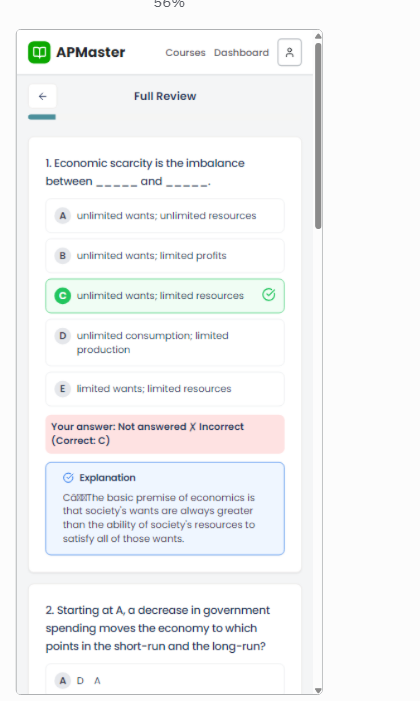 56%
APMaster
Courses Dashboard
Full Review
1. Economic scarcity is the imbalance
between _____ and _____.
A unlimited wants; unlimited resources
B unlimited wants; limited profits
C unlimited wants; limited resources
D unlimited consumption; limited
production
E limited wants; limited resources
Your answer: Not answered ✗ Incorrect
(Correct: C)
Explanation
The basic premise of economics is
that society's wants are always greater
than the ability of society's resources to
satisfy all of those wants.
2. Starting at A, a decrease in government
spending moves the economy to which
points in the short-run and the long-run?
A D A